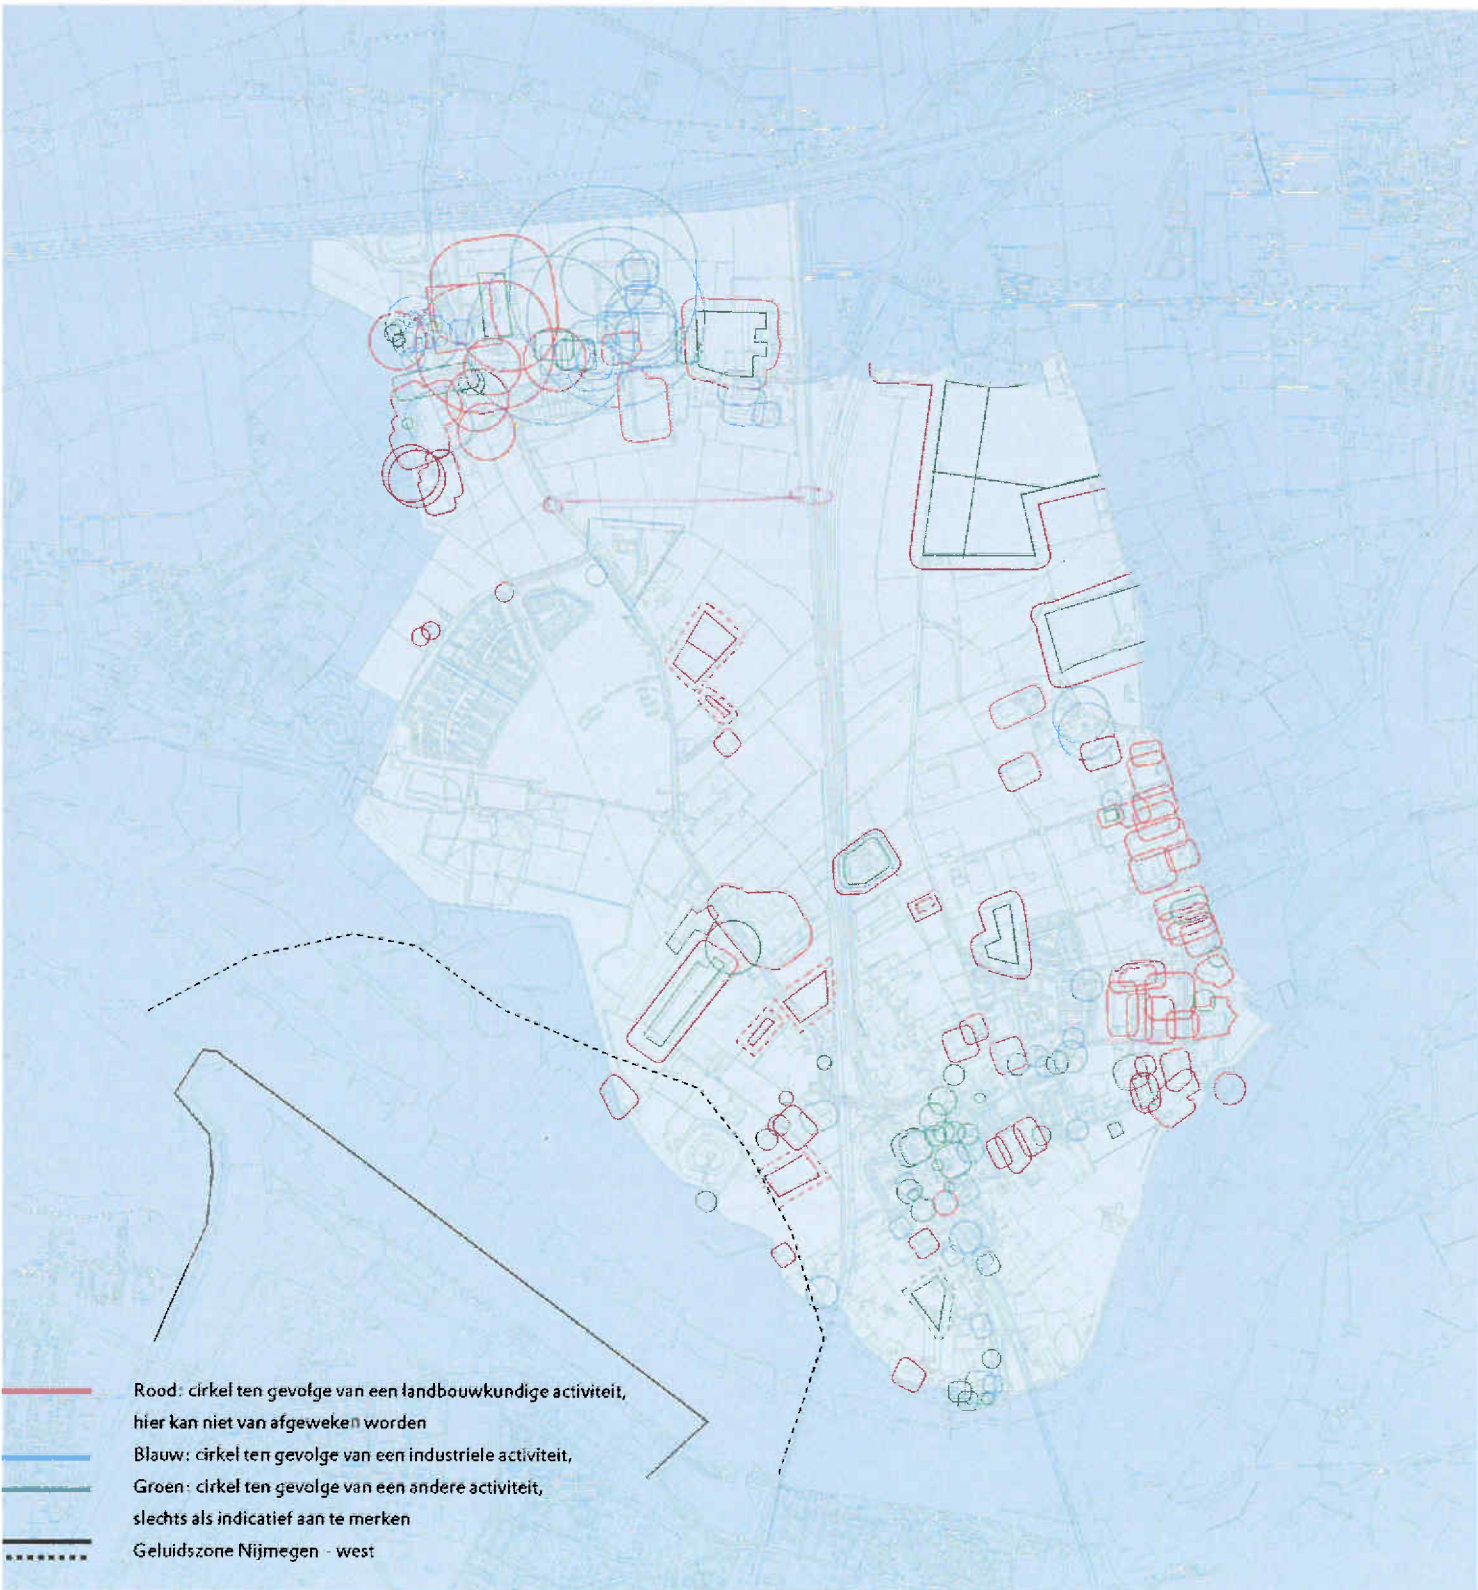 Rood: cirkel ten gevolge van een landbouwkundige activiteit,
hier kan niet van afgeweken worden
Blauw: cirkel ten gevolge van een industriele activiteit,
Groen: cirkel ten gevolge van een andere activiteit,
slechts als indicatief aan te merken
Geluidszone Nijmegen - west